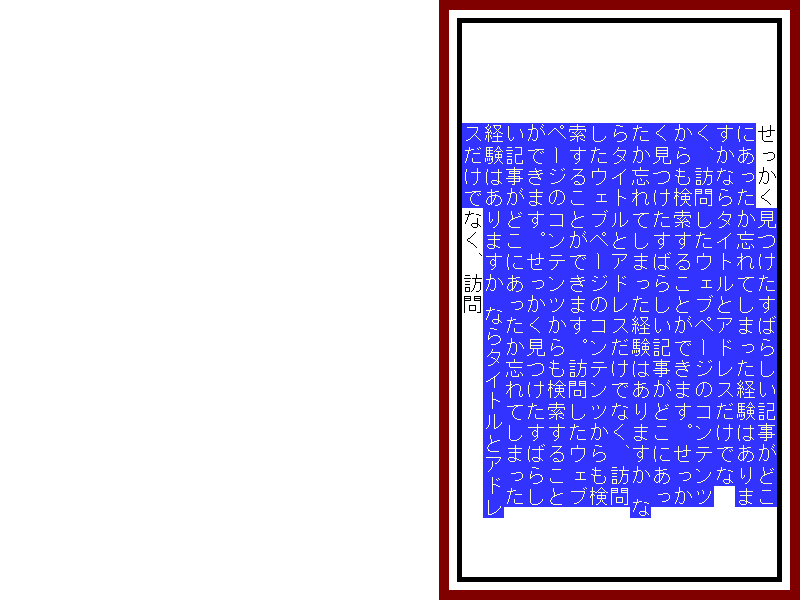 せっかく見つけたすばらしい記事がどこ
にあったか忘れてしまった経験はありま
すかならタイトルとアドレスだけでな
く、訪問したウェブページのコンテンツ
からも検索することができます。せっか
く見つけたすばらしい記事がどこにあっ
たか忘れてしまった経験はありますか な
らタイトルとアドレスだけでなく、訪問
したウェブページのコンテンツからも検
索することができます。訪問したウェブ
ページのコンテンツからも検索すること
ができます。せっかく見つけたすばらし
い記事がどこにあったか忘れてしまった
経験はありますか ならタイトルとアドレ
スだけでなく、訪問